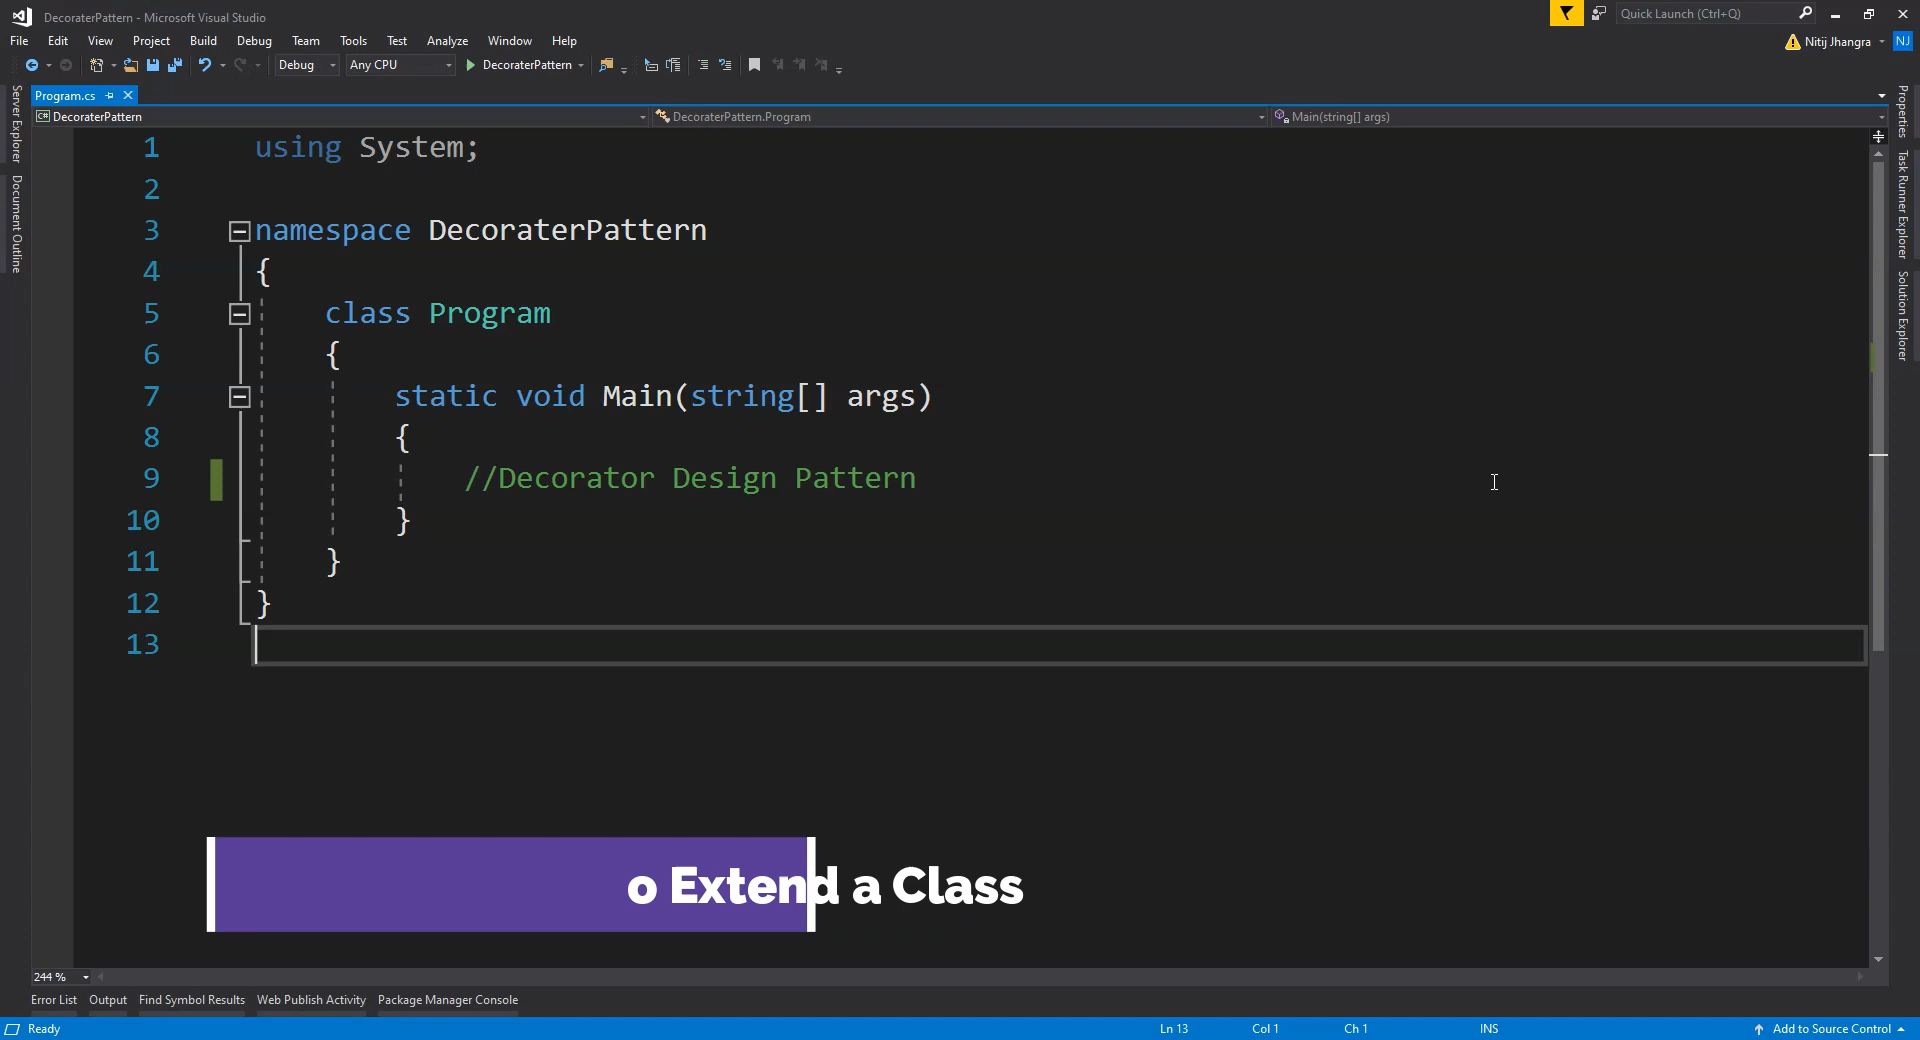 DecoraterPattern - Microsoft Visual Studio
Quick Launch (Ctrl+Q)
File Edit View Project Build Debug Team Tools Test Analyze Window Help
Nitij Jhangra NJ
Debug Any CPU DecoraterPattern
Program.cs
C# DecoraterPattern DecoraterPattern.Program Main(string[] args)
Server Explorer
Document Outline
Properties
Task Runner Explorer
Solution Explorer
1 using System;
2
3 namespace DecoraterPattern
4 {
5 class Program
6 {
7 static void Main(string[] args)
8 {
9 //Decorator Design Pattern
10 }
11 }
12 }
13
o Extend a Class
244 %
Error List Output Find Symbol Results Web Publish Activity Package Manager Console
Ready Ln 13 Col 1 Ch 1 INS Add to Source Control